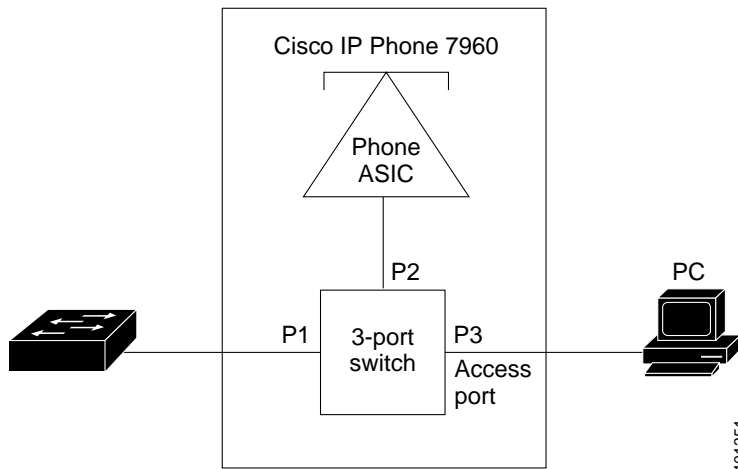 Cisco IP Phone 7960
Phone
ASIC
P2
PC
P1
3-port
switch
P3
Access
port